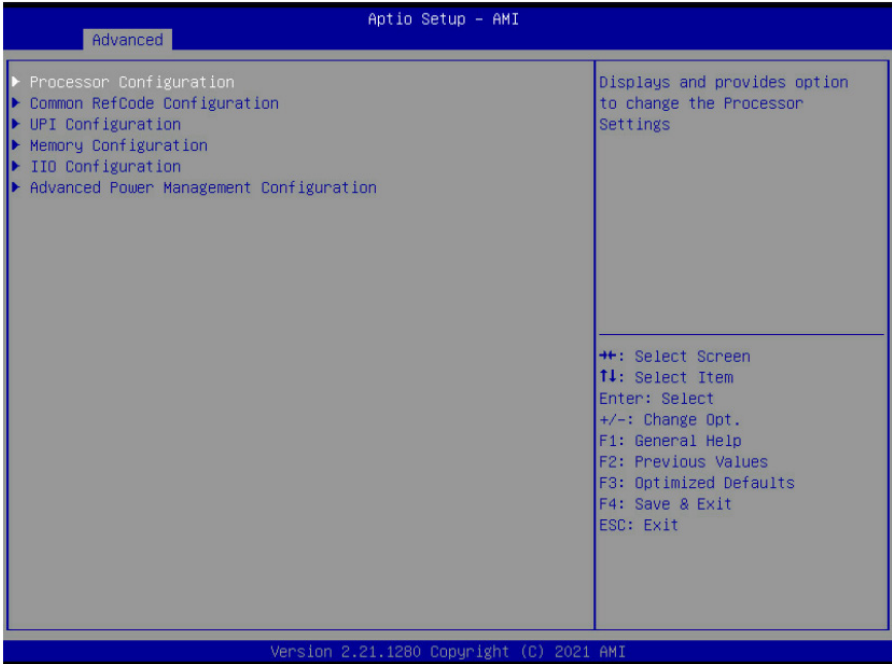 Aptio Setup - AMI
Advanced
▶ Processor Configuration
▶ Common RefCode Configuration
▶ UPI Configuration
▶ Memory Configuration
▶ IIO Configuration
▶ Advanced Power Management Configuration
Displays and provides option
to change the Processor
Settings
→←: Select Screen
↑↓: Select Item
Enter: Select
+/-: Change Opt.
F1: General Help
F2: Previous Values
F3: Optimized Defaults
F4: Save & Exit
ESC: Exit
Version 2.21.1280 Copyright (C) 2021 AMI